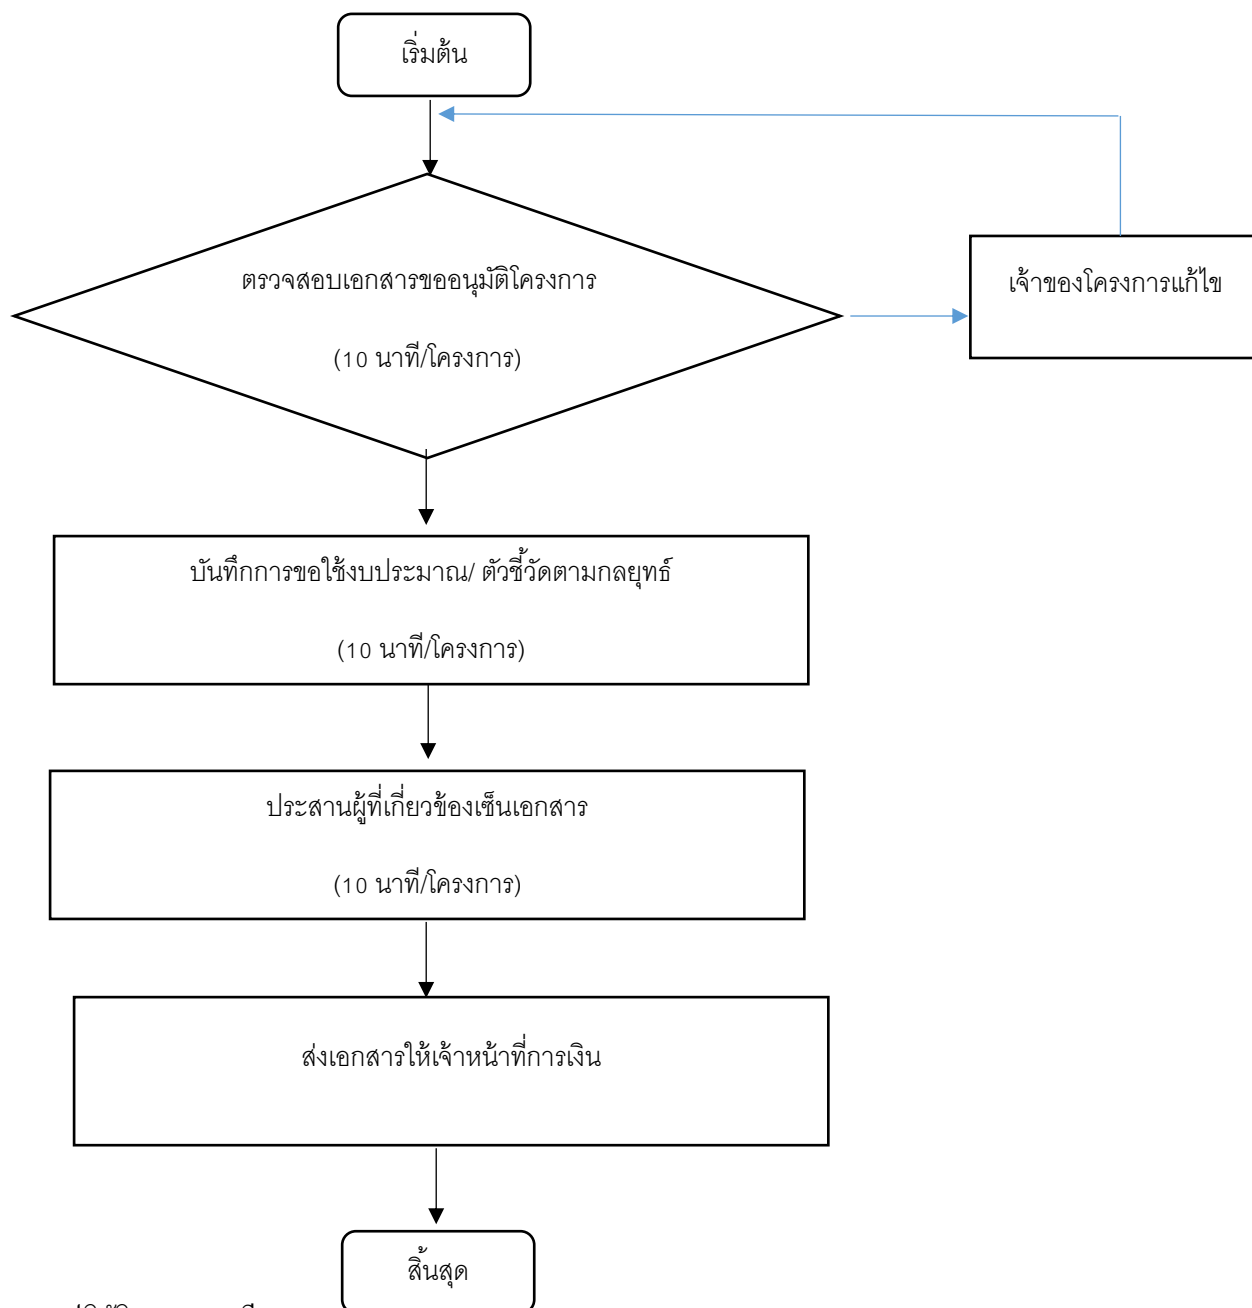 เริ่มต้น
ตรวจสอบเอกสารขออนุมัติโครงการ
(10 นาที/โครงการ)
เจ้าของโครงการแก้ไข
บันทึกการขอใช้งบประมาณ/ ตัวชี้วัดตามกลยุทธ์
(10 นาที/โครงการ)
ประสานผู้ที่เกี่ยวข้องเซ็นเอกสาร
(10 นาที/โครงการ)
ส่งเอกสารให้เจ้าหน้าที่การเงิน
สิ้นสุด